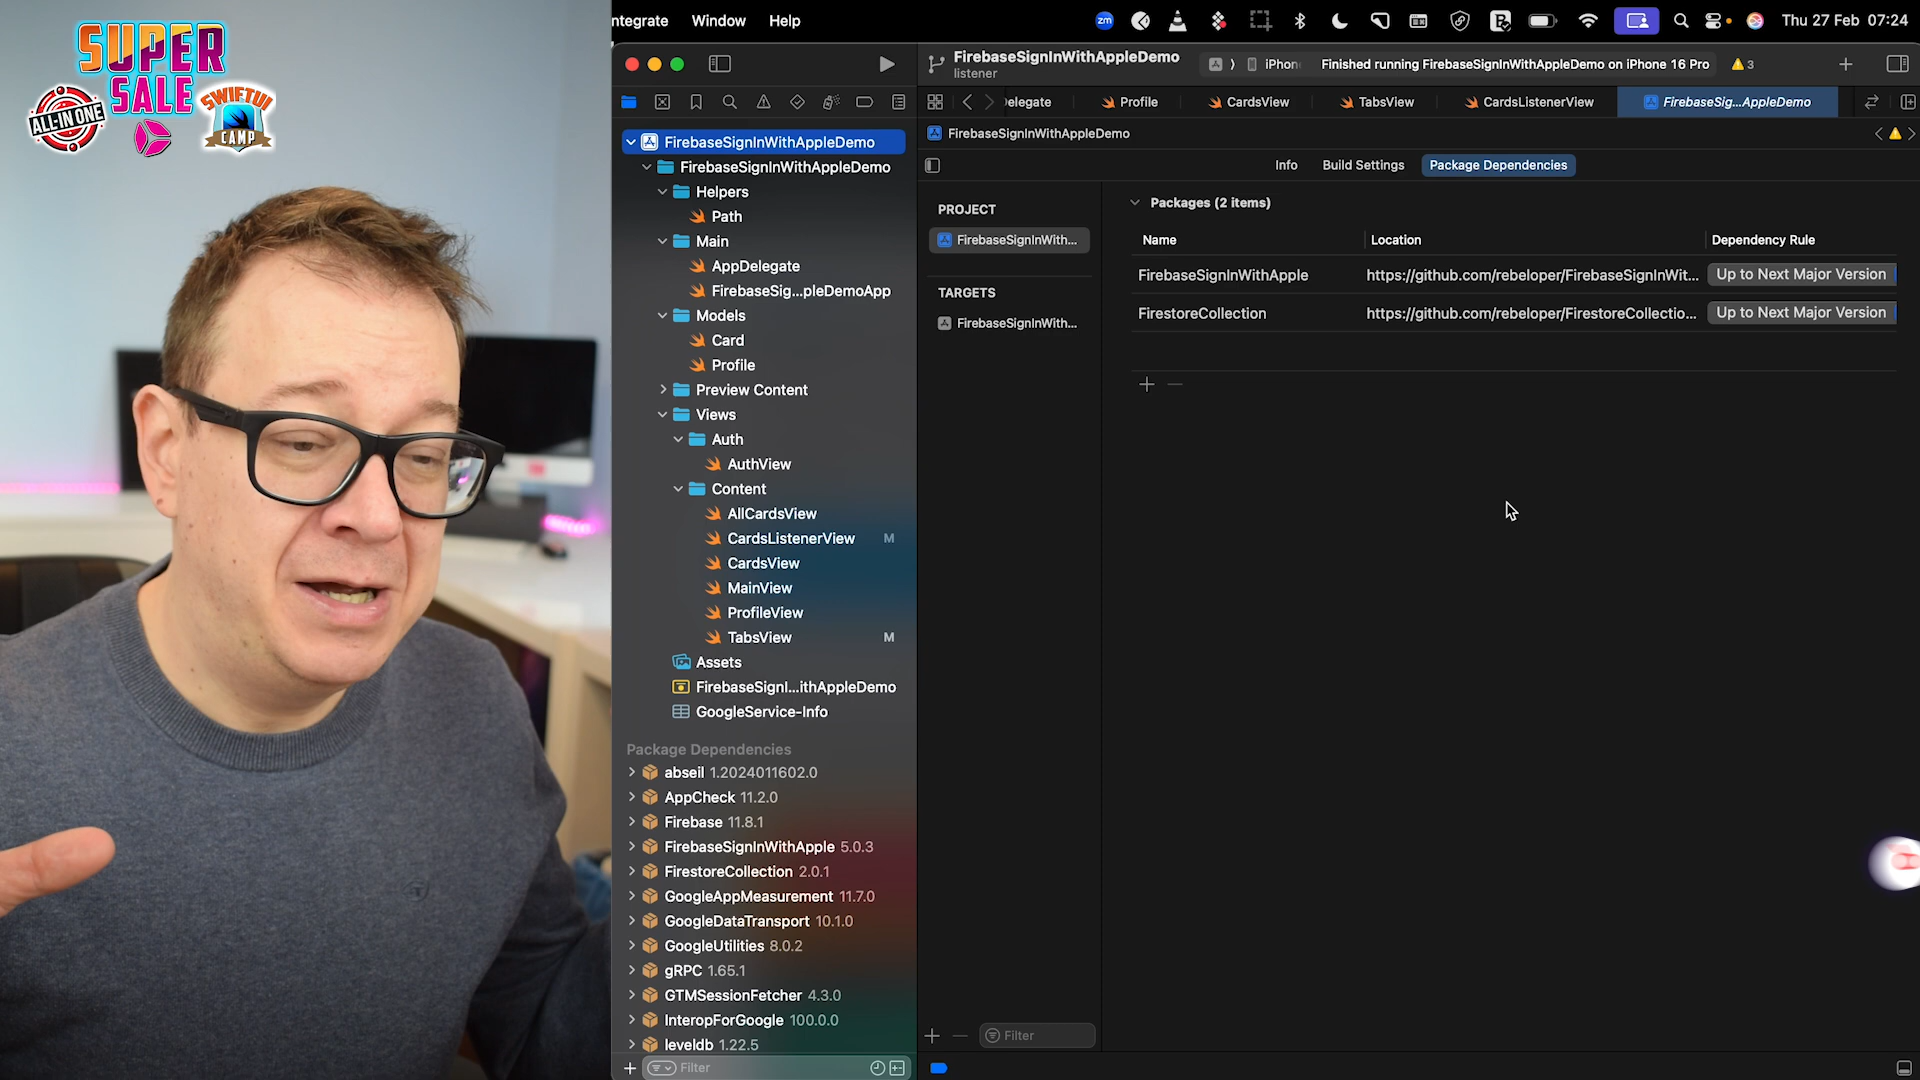 SUPER
SALE
ALL-IN-ONE
SWIFTUI
CAMP
ntegrate Window Help
zm
Thu 27 Feb 07:24
FirebaseSignInWithAppleDemo
listener
iPhon
Finished running FirebaseSignInWithAppleDemo on iPhone 16 Pro
3
elegate
Profile
CardsView
TabsView
CardsListenerView
FirebaseSig...AppleDemo
FirebaseSignInWithAppleDemo
Info
Build Settings
Package Dependencies
FirebaseSignInWithAppleDemo
FirebaseSignInWithAppleDemo
Helpers
Path
Main
AppDelegate
FirebaseSig...pleDemoApp
Models
Card
Profile
Preview Content
Views
Auth
AuthView
Content
AllCardsView
CardsListenerView M
CardsView
MainView
ProfileView
TabsView M
Assets
FirebaseSignI...ithAppleDemo
GoogleService-Info
Package Dependencies
abseil 1.2024011602.0
AppCheck 11.2.0
Firebase 11.8.1
FirebaseSignInWithApple 5.0.3
FirestoreCollection 2.0.1
GoogleAppMeasurement 11.7.0
GoogleDataTransport 10.1.0
GoogleUtilities 8.0.2
gRPC 1.65.1
GTMSessionFetcher 4.3.0
InteropForGoogle 100.0.0
leveldb 1.22.5
Filter
PROJECT
FirebaseSignInWith...
TARGETS
FirebaseSignInWith...
Filter
Packages (2 items)
Name Location Dependency Rule
FirebaseSignInWithApple https://github.com/rebeloper/FirebaseSignInWit... Up to Next Major Version
FirestoreCollection https://github.com/rebeloper/FirestoreCollectio... Up to Next Major Version